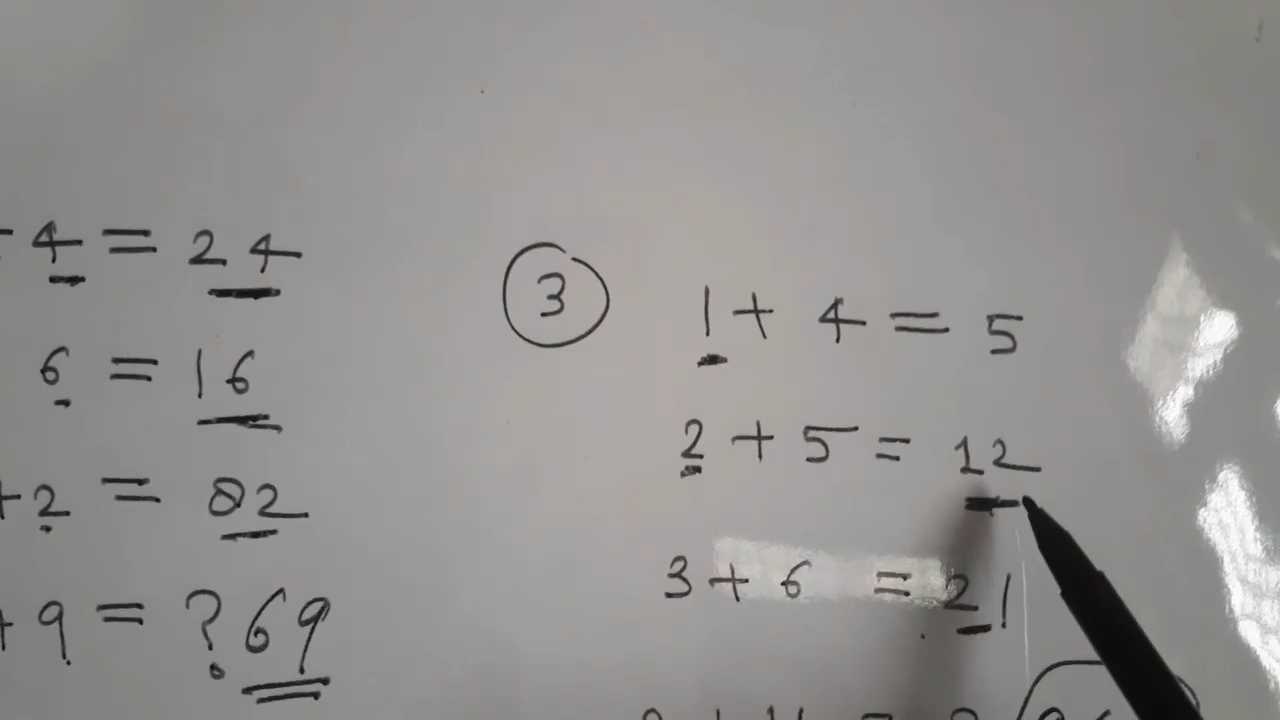 4 = 24
6 = 16
+2 = 82
+9 = ? 69
3
1 + 4 = 5
2 + 5 = 12
3 + 6 = 21